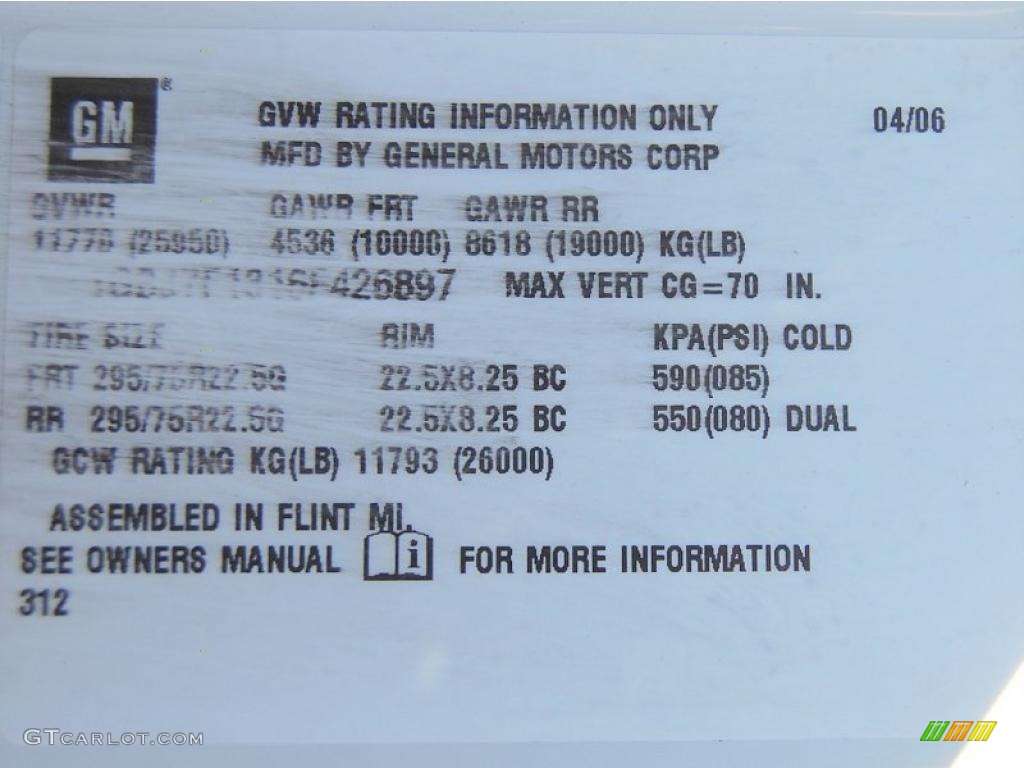 GM ®
GVW RATING INFORMATION ONLY 04/06
MFD BY GENERAL MOTORS CORP
GVWR GAWR FRT GAWR RR
11770 (25950) 4536 (10000) 8618 (19000) KG(LB)
MAX VERT CG=70 IN.
TIRE SIZE RIM KPA(PSI) COLD
FRT 295/75R22.5G 22.5X8.25 BC 590(085)
RR 295/75R22.5G 22.5X8.25 BC 550(080) DUAL
GCW RATING KG(LB) 11793 (26000)
ASSEMBLED IN FLINT MI.
SEE OWNERS MANUAL i FOR MORE INFORMATION
312
GTCARLOT.COM